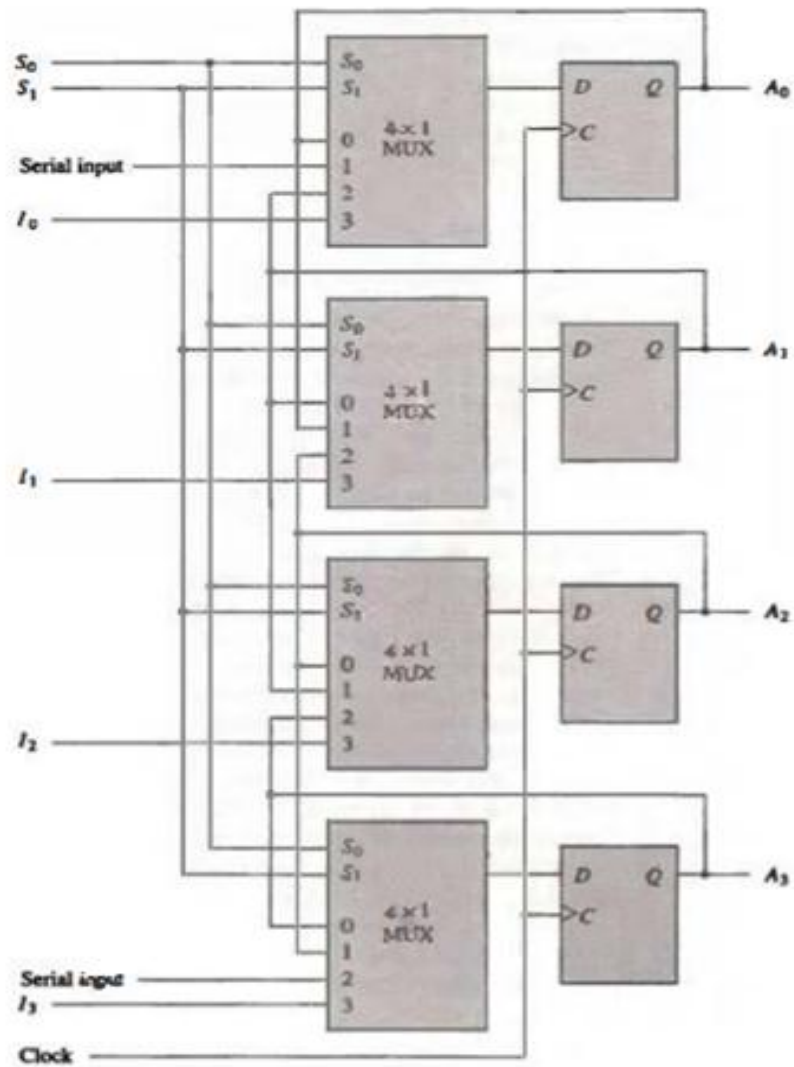 S₀ S₀ D Q A₀
S₁ S₁
4 × 1
MUX
C
0
Serial input 1
2
I₀ 3
S₀
S₁ D Q A₁
4 × 1
MUX
C
0
1
2
I₁ 3
S₀
S₁ D Q A₂
4 × 1
MUX
C
0
1
2
I₂ 3
S₀
S₁ D Q A₃
4 × 1
MUX
C
0
1
Serial input 2
I₃ 3
Clock